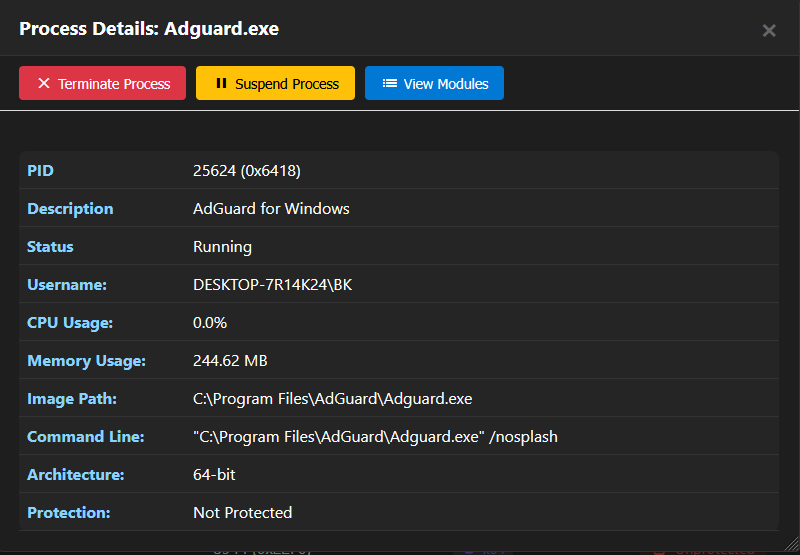 Process Details: Adguard.exe
Terminate Process Suspend Process View Modules
PID 25624 (0x6418)
Description AdGuard for Windows
Status Running
Username: DESKTOP-7R14K24\BK
CPU Usage: 0.0%
Memory Usage: 244.62 MB
Image Path: C:\Program Files\AdGuard\Adguard.exe
Command Line: "C:\Program Files\AdGuard\Adguard.exe" /nosplash
Architecture: 64-bit
Protection: Not Protected